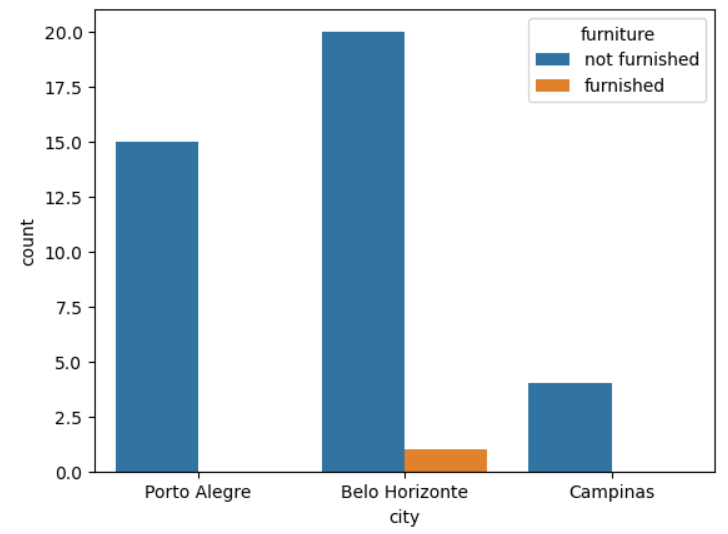 furniture
not furnished
furnished
20.0
17.5
15.0
12.5
10.0
7.5
5.0
2.5
0.0
count
Porto Alegre Belo Horizonte Campinas
city